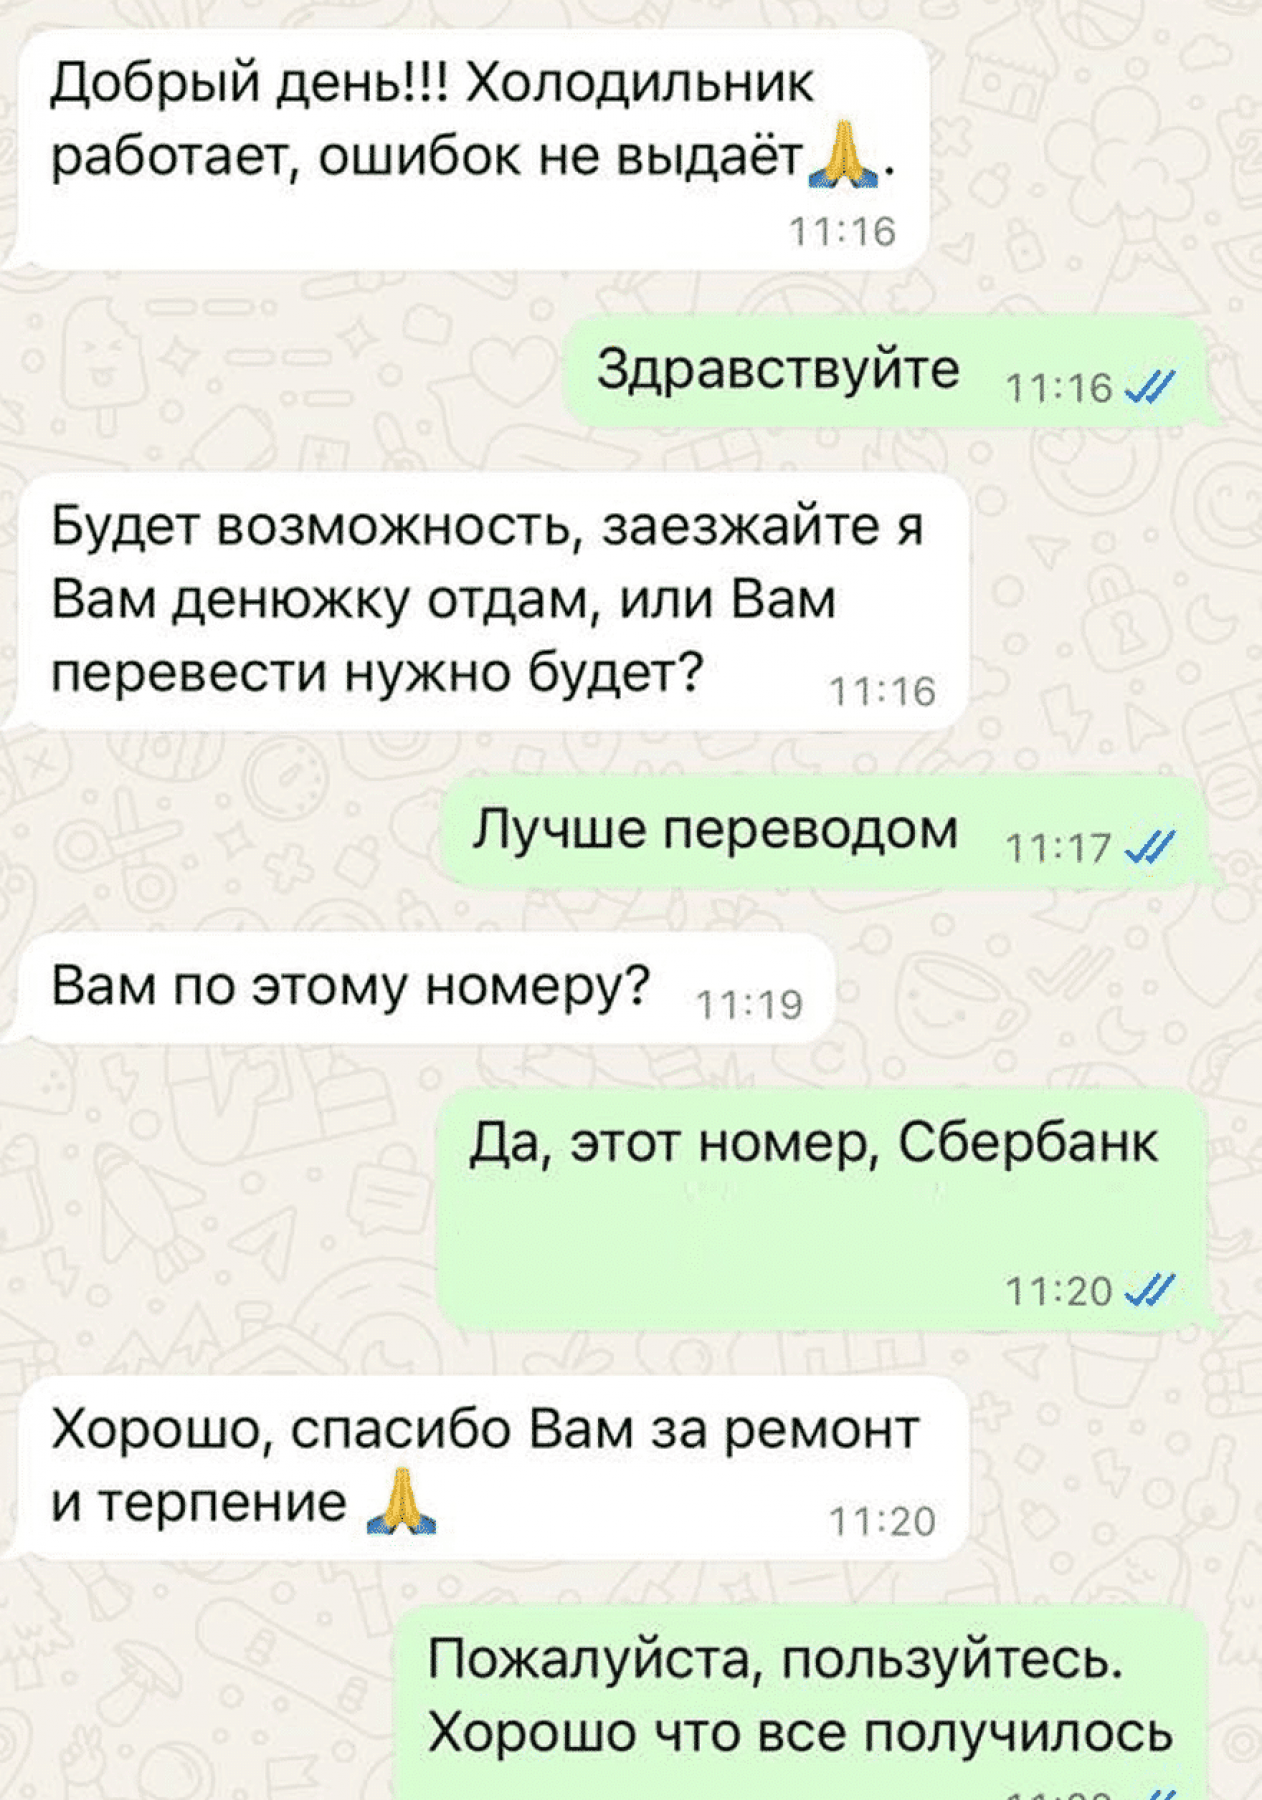 Добрый день!!! Холодильник
работает, ошибок не выдаёт🙏.
11:16
Здравствуйте 11:16
Будет возможность, заезжайте я
Вам денюжку отдам, или Вам
перевести нужно будет? 11:16
Лучше переводом 11:17
Вам по этому номеру? 11:19
Да, этот номер, Сбербанк
11:20
Хорошо, спасибо Вам за ремонт
и терпение 🙏 11:20
Пожалуйста, пользуйтесь.
Хорошо что все получилось